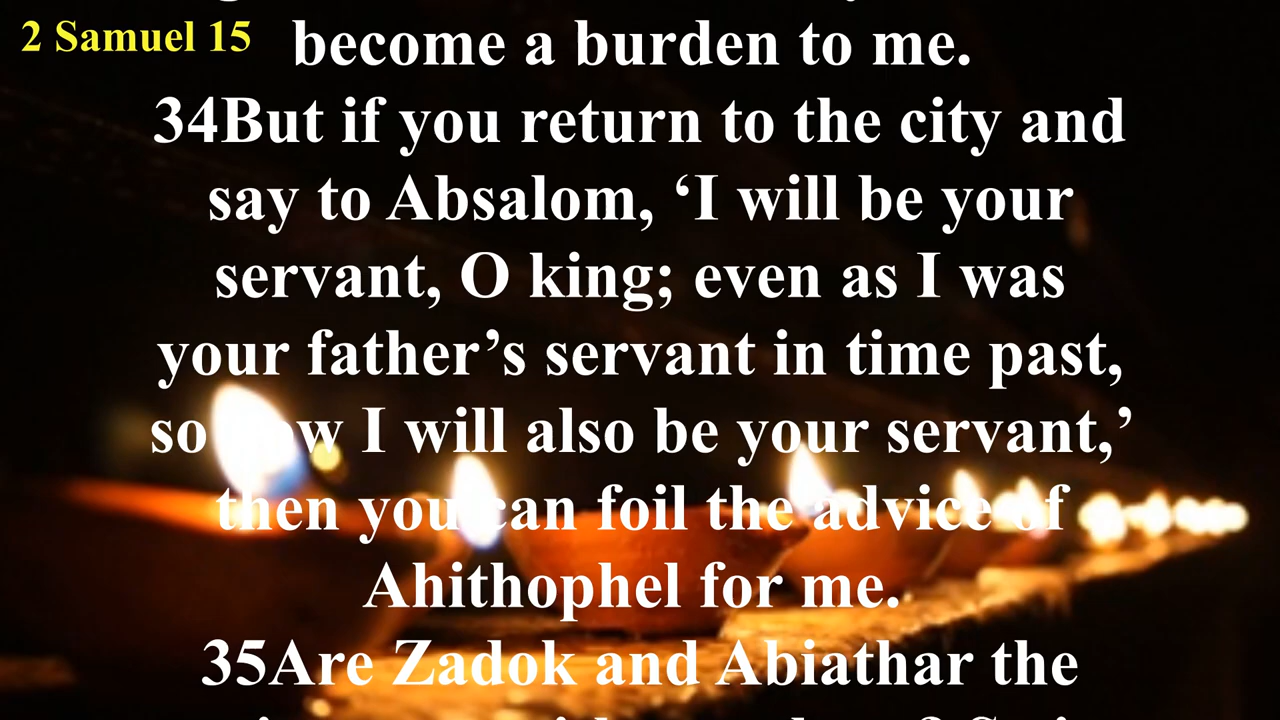 2 Samuel 15
become a burden to me.
34But if you return to the city and
say to Absalom, ‘I will be your
servant, O king; even as I was
your father’s servant in time past,
so now I will also be your servant,’
then you can foil the advice of
Ahithophel for me.
35Are Zadok and Abiathar the